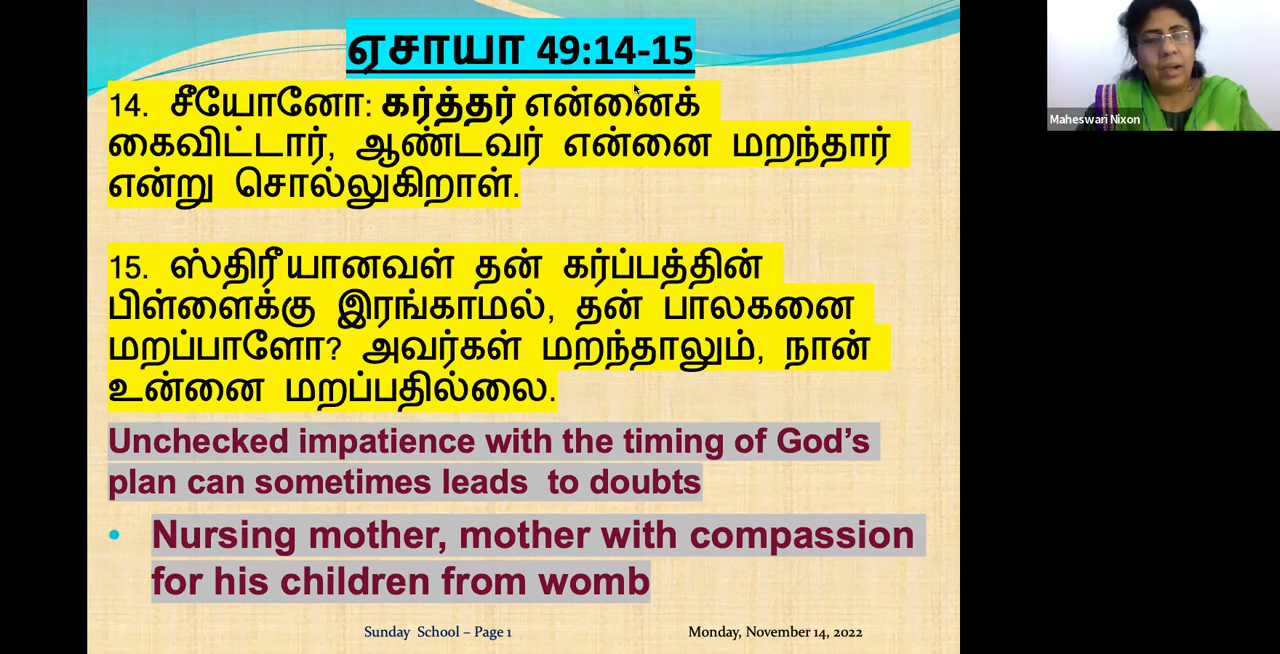 ஏசாயா 49:14-15
14. சீயோனோ: கர்த்தர் என்னைக்
கைவிட்டார், ஆண்டவர் என்னை மறந்தார்
என்று சொல்லுகிறாள்.
15. ஸ்திரீயானவள் தன் கர்ப்பத்தின்
பிள்ளைக்கு இரங்காமல், தன் பாலகனை
மறப்பாளோ? அவர்கள் மறந்தாலும், நான்
உன்னை மறப்பதில்லை.
Unchecked impatience with the timing of God’s
plan can sometimes leads to doubts
• Nursing mother, mother with compassion
for his children from womb
Sunday School – Page 1
Monday, November 14, 2022
Maheswari Nixon